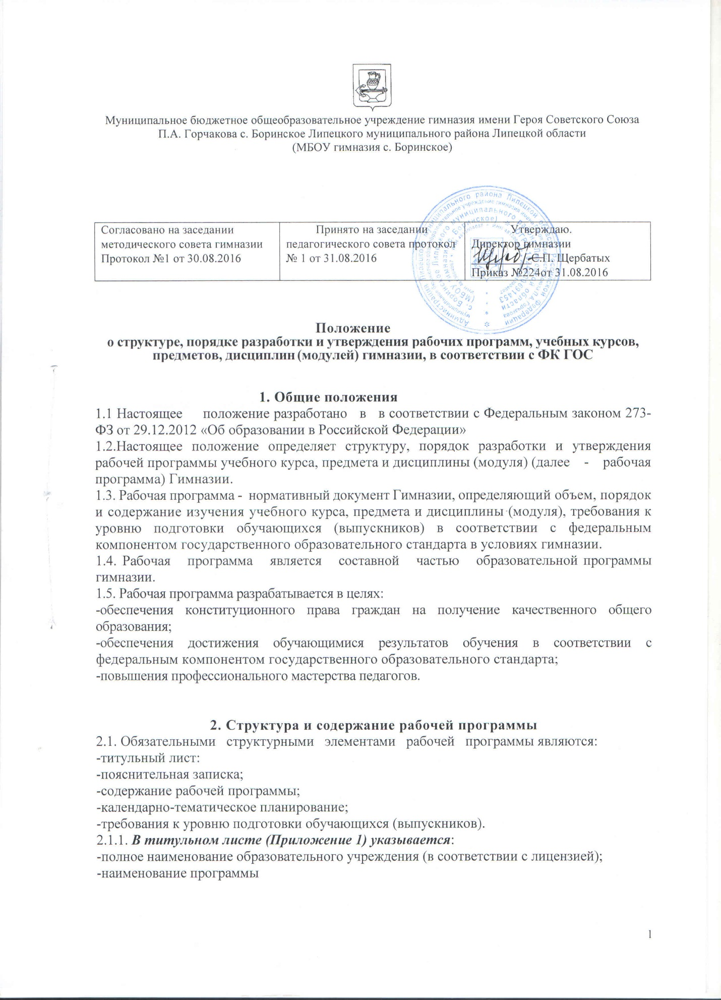 Муниципальное бюджетное общеобразовательное учреждение гимназия имени Героя Советского Союза
П.А. Горчакова с. Боринское Липецкого муниципального района Липецкой области
(МБОУ гимназия с. Боринское)
Согласовано на заседании
методического совета гимназии
Протокол №1 от 30.08.2016
Принято на заседании
педагогического совета протокол
№ 1 от 31.08.2016
Утверждаю.
Директор гимназии
С.П. Щербатых
Приказ №224от 31.08.2016
Положение
о структуре, порядке разработки и утверждения рабочих программ, учебных курсов,
предметов, дисциплин (модулей) гимназии, в соответствии с ФК ГОС
1. Общие положения
1.1 Настоящее положение разработано в в соответствии с Федеральным законом 273-
ФЗ от 29.12.2012 «Об образовании в Российской Федерации»
1.2.Настоящее положение определяет структуру, порядок разработки и утверждения
рабочей программы учебного курса, предмета и дисциплины (модуля) (далее - рабочая
программа) Гимназии.
1.3. Рабочая программа - нормативный документ Гимназии, определяющий объем, порядок
и содержание изучения учебного курса, предмета и дисциплины (модуля), требования к
уровню подготовки обучающихся (выпускников) в соответствии с федеральным
компонентом государственного образовательного стандарта в условиях гимназии.
1.4. Рабочая программа является составной частью образовательной программы
гимназии.
1.5. Рабочая программа разрабатывается в целях:
-обеспечения конституционного права граждан на получение качественного общего
образования;
-обеспечения достижения обучающимися результатов обучения в соответствии с
федеральным компонентом государственного образовательного стандарта;
-повышения профессионального мастерства педагогов.
2. Структура и содержание рабочей программы
2.1. Обязательными структурными элементами рабочей программы являются:
-титульный лист:
-пояснительная записка;
-содержание рабочей программы;
-календарно-тематическое планирование;
-требования к уровню подготовки обучающихся (выпускников).
2.1.1. В титульном листе (Приложение 1) указывается:
-полное наименование образовательного учреждения (в соответствии с лицензией);
-наименование программы
1